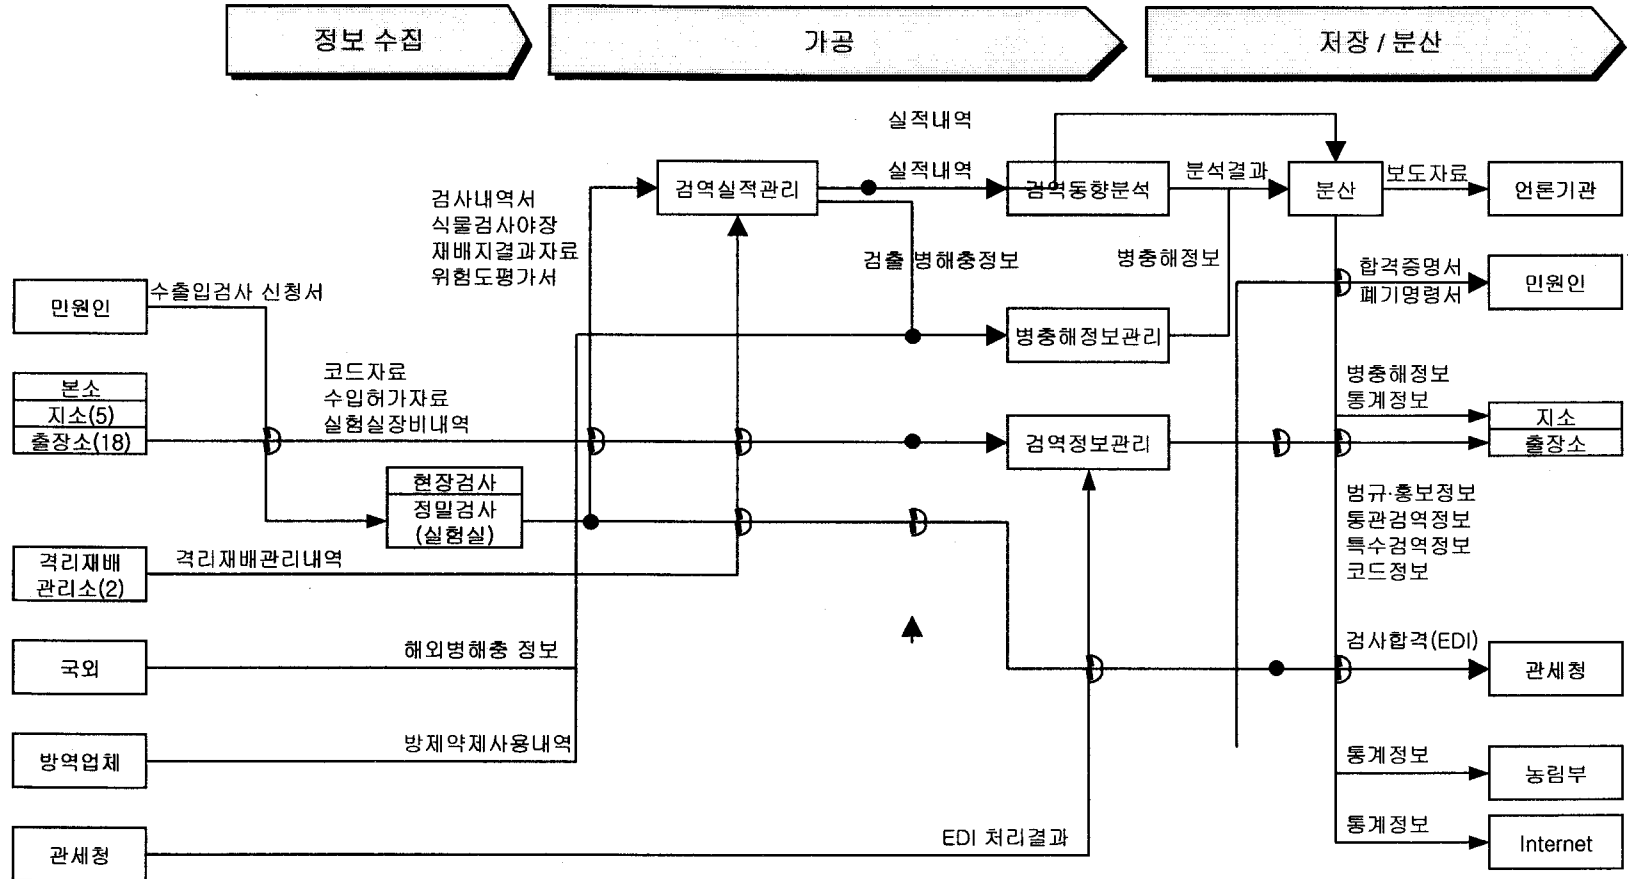 정보 수집
가공
저장 / 분산
실적내역
검역실적관리
실적내역
검역동향분석
분석결과
분산
보도자료
언론기관
검사내역서
식물검사야장
재배지결과자료
위험도평가서
검출 병해충정보
병충해정보
합격증명서
폐기명령서
민원인
민원인
수출입검사 신청서
병충해정보관리
본소
지소(5)
출장소(18)
코드자료
수입허가자료
실험실장비내역
검역정보관리
병충해정보
통계정보
지소
출장소
현장검사
정밀검사
(실험실)
범규·홍보정보
통관검역정보
특수검역정보
코드정보
격리재배
관리소(2)
격리재배관리내역
국외
해외병해충 정보
검사합격(EDI)
관세청
방역업체
방제약제사용내역
통계정보
농림부
관세청
EDI 처리결과
통계정보
Internet